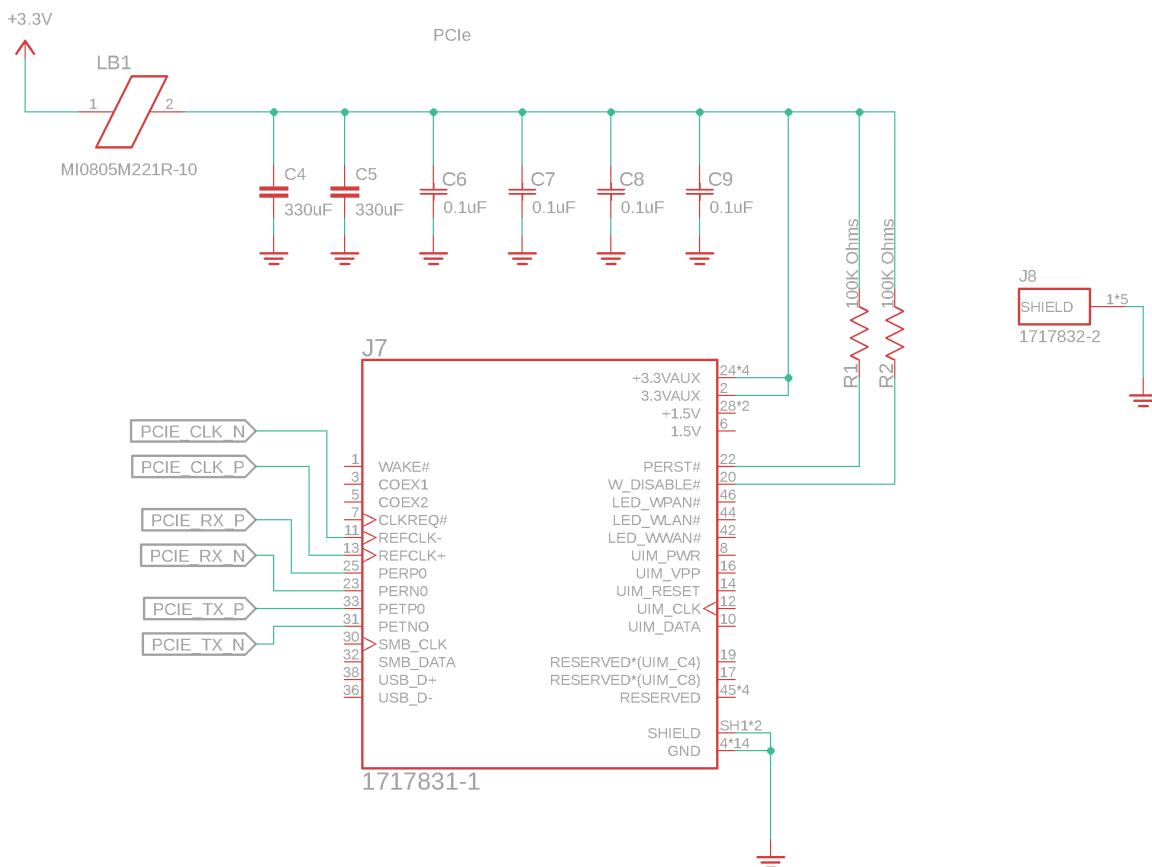 +3.3V
PCIe
LB1
1
2
MI0805M221R-10
C4
330uF
C5
330uF
C6
0.1uF
C7
0.1uF
C8
0.1uF
C9
0.1uF
100K Ohms
R1
100K Ohms
R2
J8
SHIELD
1*5
1717832-2
J7
PCIE_CLK_N
PCIE_CLK_P
PCIE_RX_P
PCIE_RX_N
PCIE_TX_P
PCIE_TX_N
1 WAKE#
3 COEX1
5 COEX2
7 CLKREQ#
11 REFCLK-
13 REFCLK+
25 PERP0
23 PERN0
33 PETP0
31 PETNO
30 SMB_CLK
32 SMB_DATA
38 USB_D+
36 USB_D-
+3.3VAUX 24*4
3.3VAUX 2
+1.5V 28*2
1.5V 6
PERST# 22
W_DISABLE# 20
LED_WPAN# 46
LED_WLAN# 44
LED_WWAN# 42
UIM_PWR 8
UIM_VPP 16
UIM_RESET 14
UIM_CLK 12
UIM_DATA 10
RESERVED*(UIM_C4) 19
RESERVED*(UIM_C8) 17
RESERVED 45*4
SHIELD SH1*2
GND 4*14
1717831-1